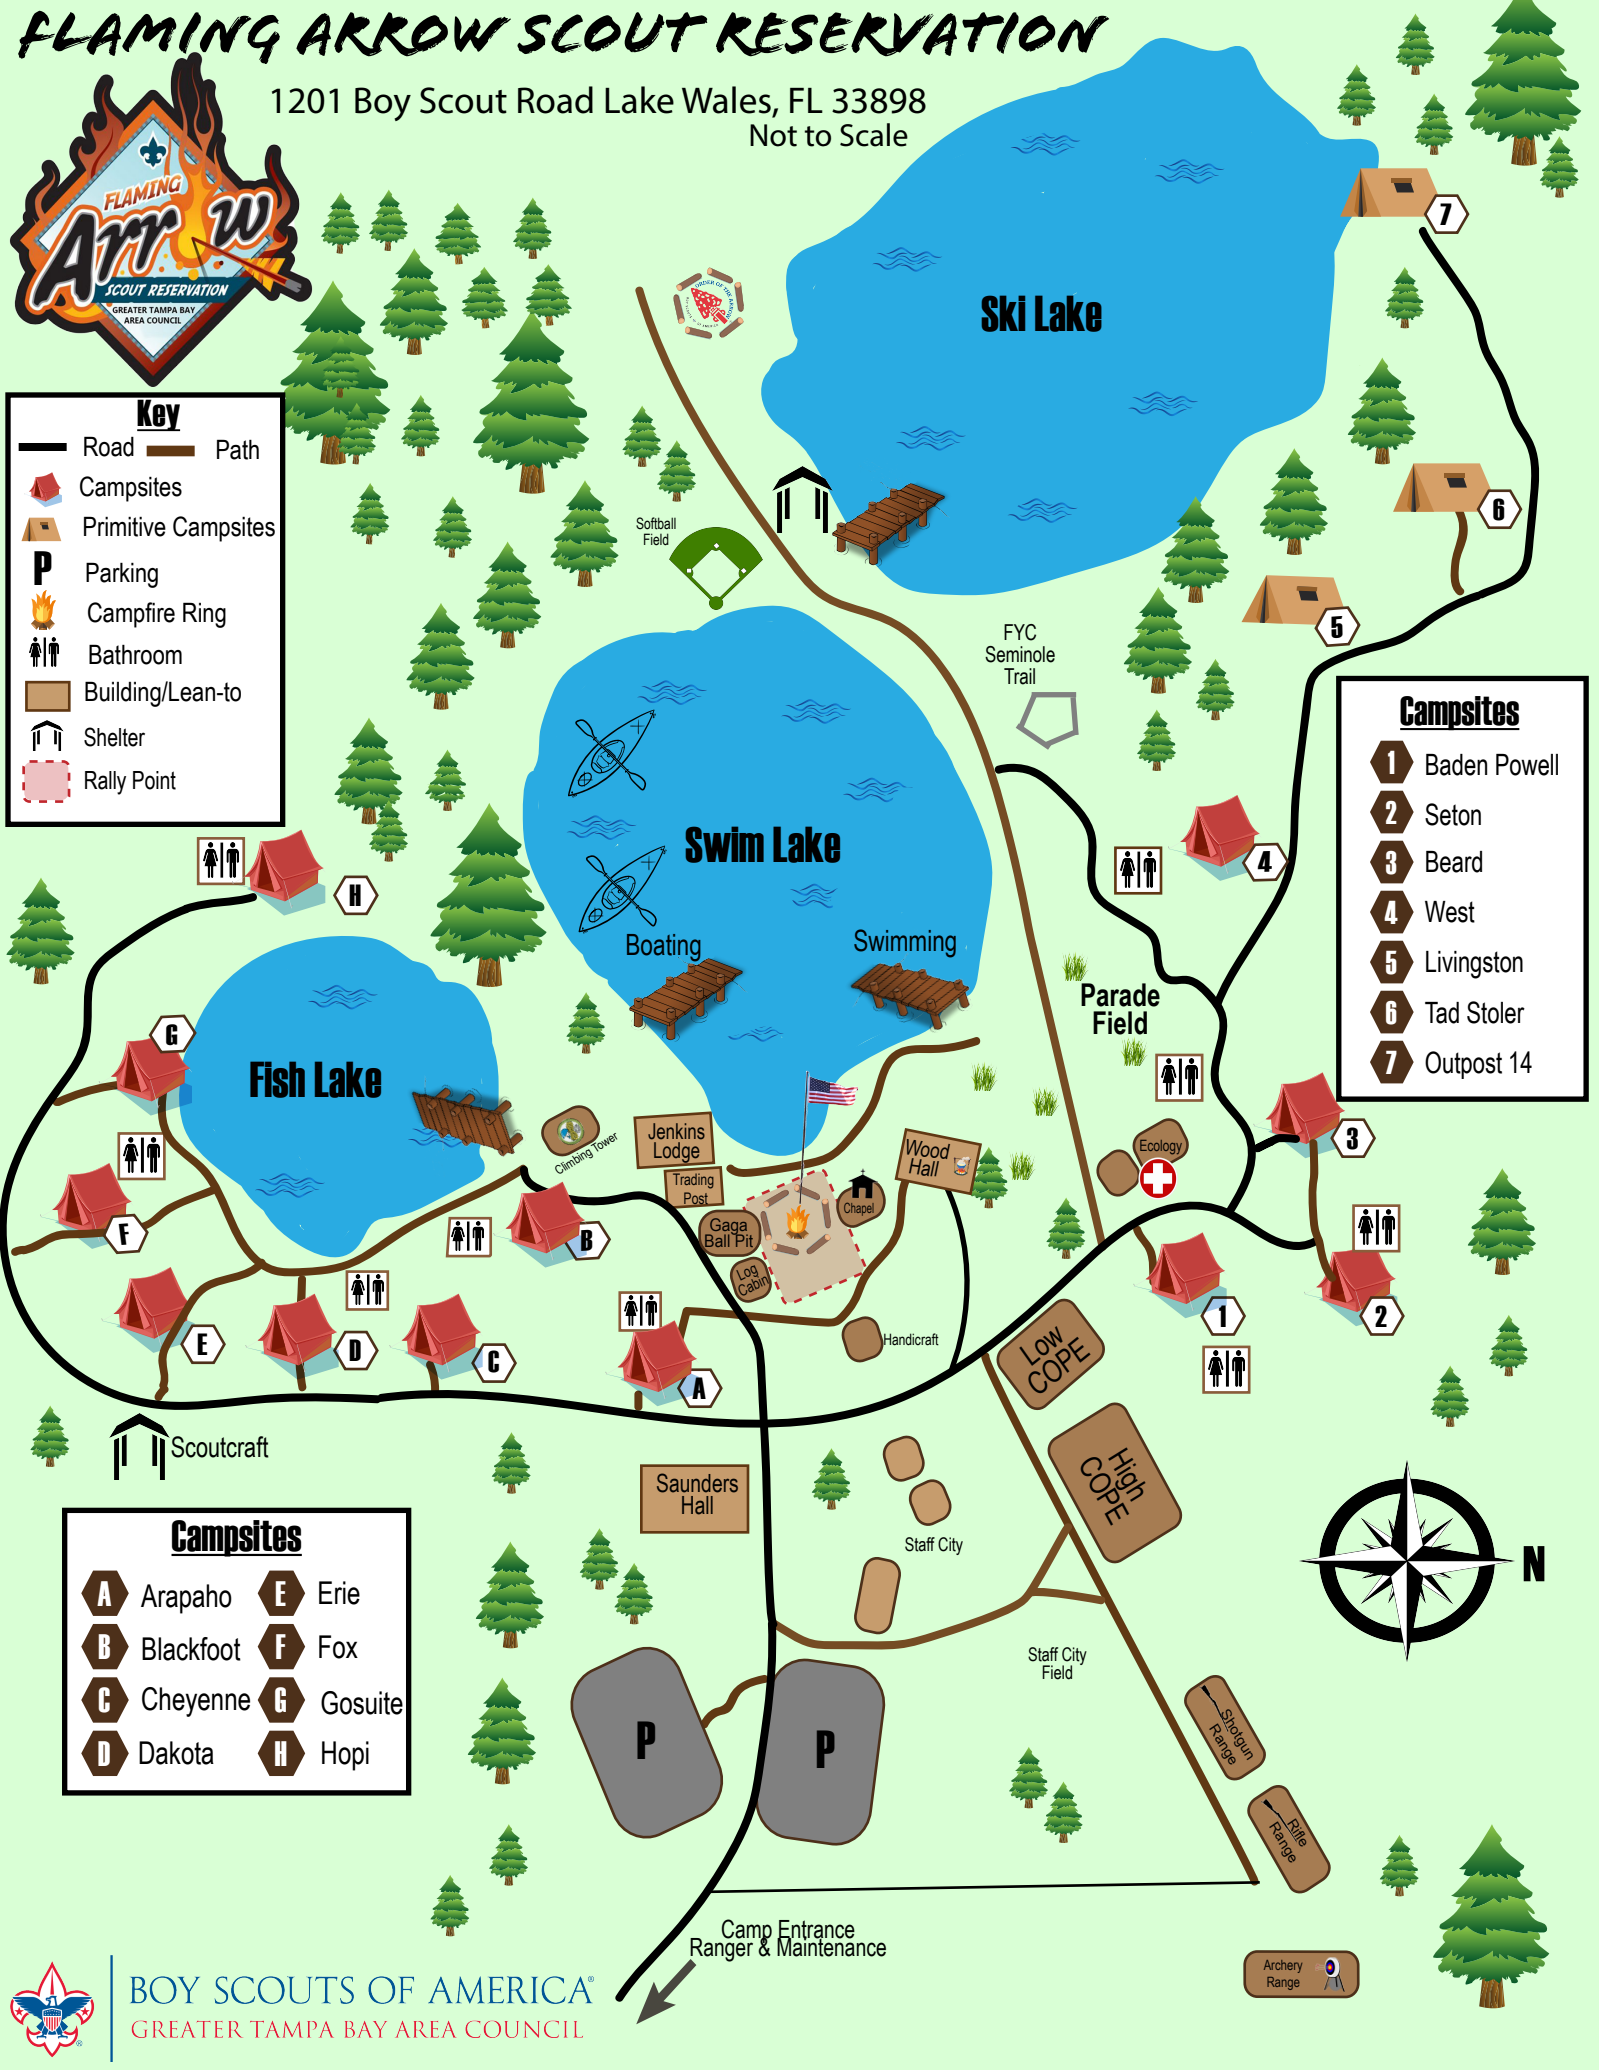 FLAMING ARROW SCOUT RESERVATION
1201 Boy Scout Road Lake Wales, FL 33898
Not to Scale
FLAMING
Arrow
SCOUT RESERVATION
GREATER TAMPA BAY
AREA COUNCIL
Key
Road
Path
Campsites
Primitive Campsites
P
Parking
Campfire Ring
Bathroom
Building/Lean-to
Shelter
Rally Point
ORDER OF THE ARROW
Ski Lake
7
6
5
Softball
Field
FYC
Seminole
Trail
Campsites
1
Baden Powell
2
Seton
3
Beard
4
West
5
Livingston
6
Tad Stoler
7
Outpost 14
Swim Lake
Boating
Swimming
4
H
Parade
Field
G
Fish Lake
Climbing Tower
Jenkins
Lodge
Trading
Post
Wood
Hall
Ecology
3
Chapel
Gaga
Ball Pit
Log
Cabin
F
B
E
D
C
A
Handicraft
1
2
Low
COPE
High
COPE
Scoutcraft
Saunders
Hall
Staff City
N
Campsites
A
Arapaho
E
Erie
B
Blackfoot
F
Fox
C
Cheyenne
G
Gosuite
D
Dakota
H
Hopi
Staff City
Field
P
P
Shotgun
Range
Rifle
Range
Camp Entrance
Ranger & Maintenance
Archery
Range
BOY SCOUTS OF AMERICA®
GREATER TAMPA BAY AREA COUNCIL